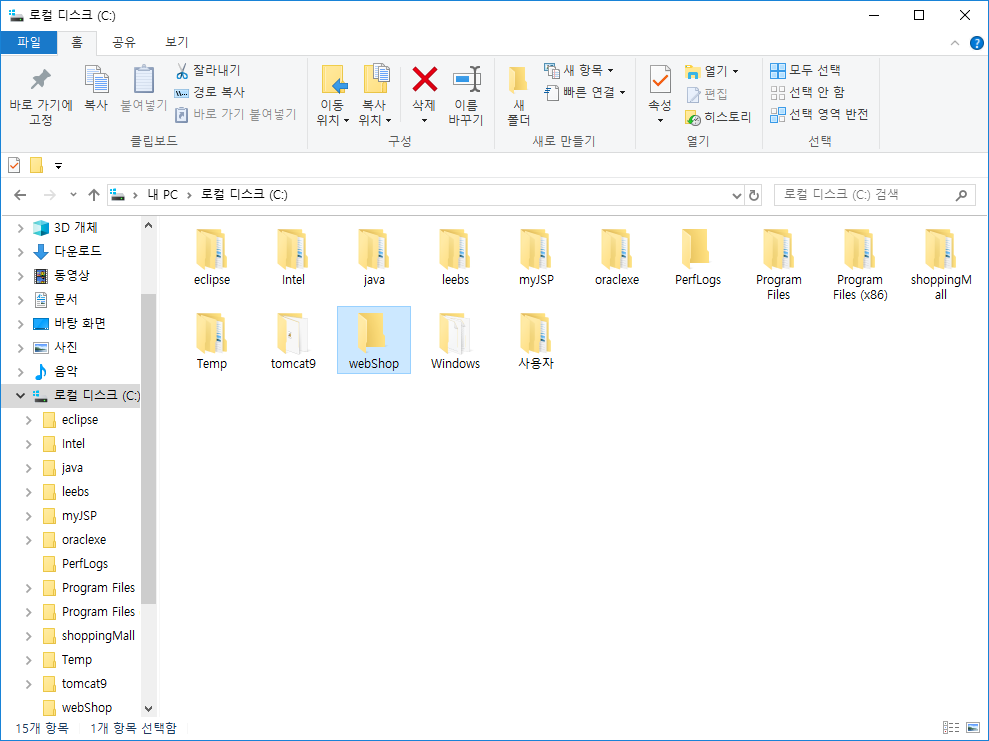 로컬 디스크 (C:)
파일 홈 공유 보기
바로 가기에 고정
복사
붙여넣기
잘라내기
경로 복사
바로 가기 붙여넣기
클립보드
이동 위치
복사 위치
삭제
이름 바꾸기
구성
새 폴더
새 항목
빠른 연결
새로 만들기
속성
열기
편집
히스토리
열기
모두 선택
선택 안 함
선택 영역 반전
선택
내 PC > 로컬 디스크 (C:)
로컬 디스크 (C:) 검색
3D 개체
다운로드
동영상
문서
바탕 화면
사진
음악
로컬 디스크 (C:)
eclipse
Intel
java
leebs
myJSP
oraclexe
PerfLogs
Program Files
Program Files
shoppingMall
Temp
tomcat9
webShop
eclipse
Intel
java
leebs
myJSP
oraclexe
PerfLogs
Program Files
Program Files (x86)
shoppingMall
Temp
tomcat9
webShop
Windows
사용자
15개 항목 1개 항목 선택함